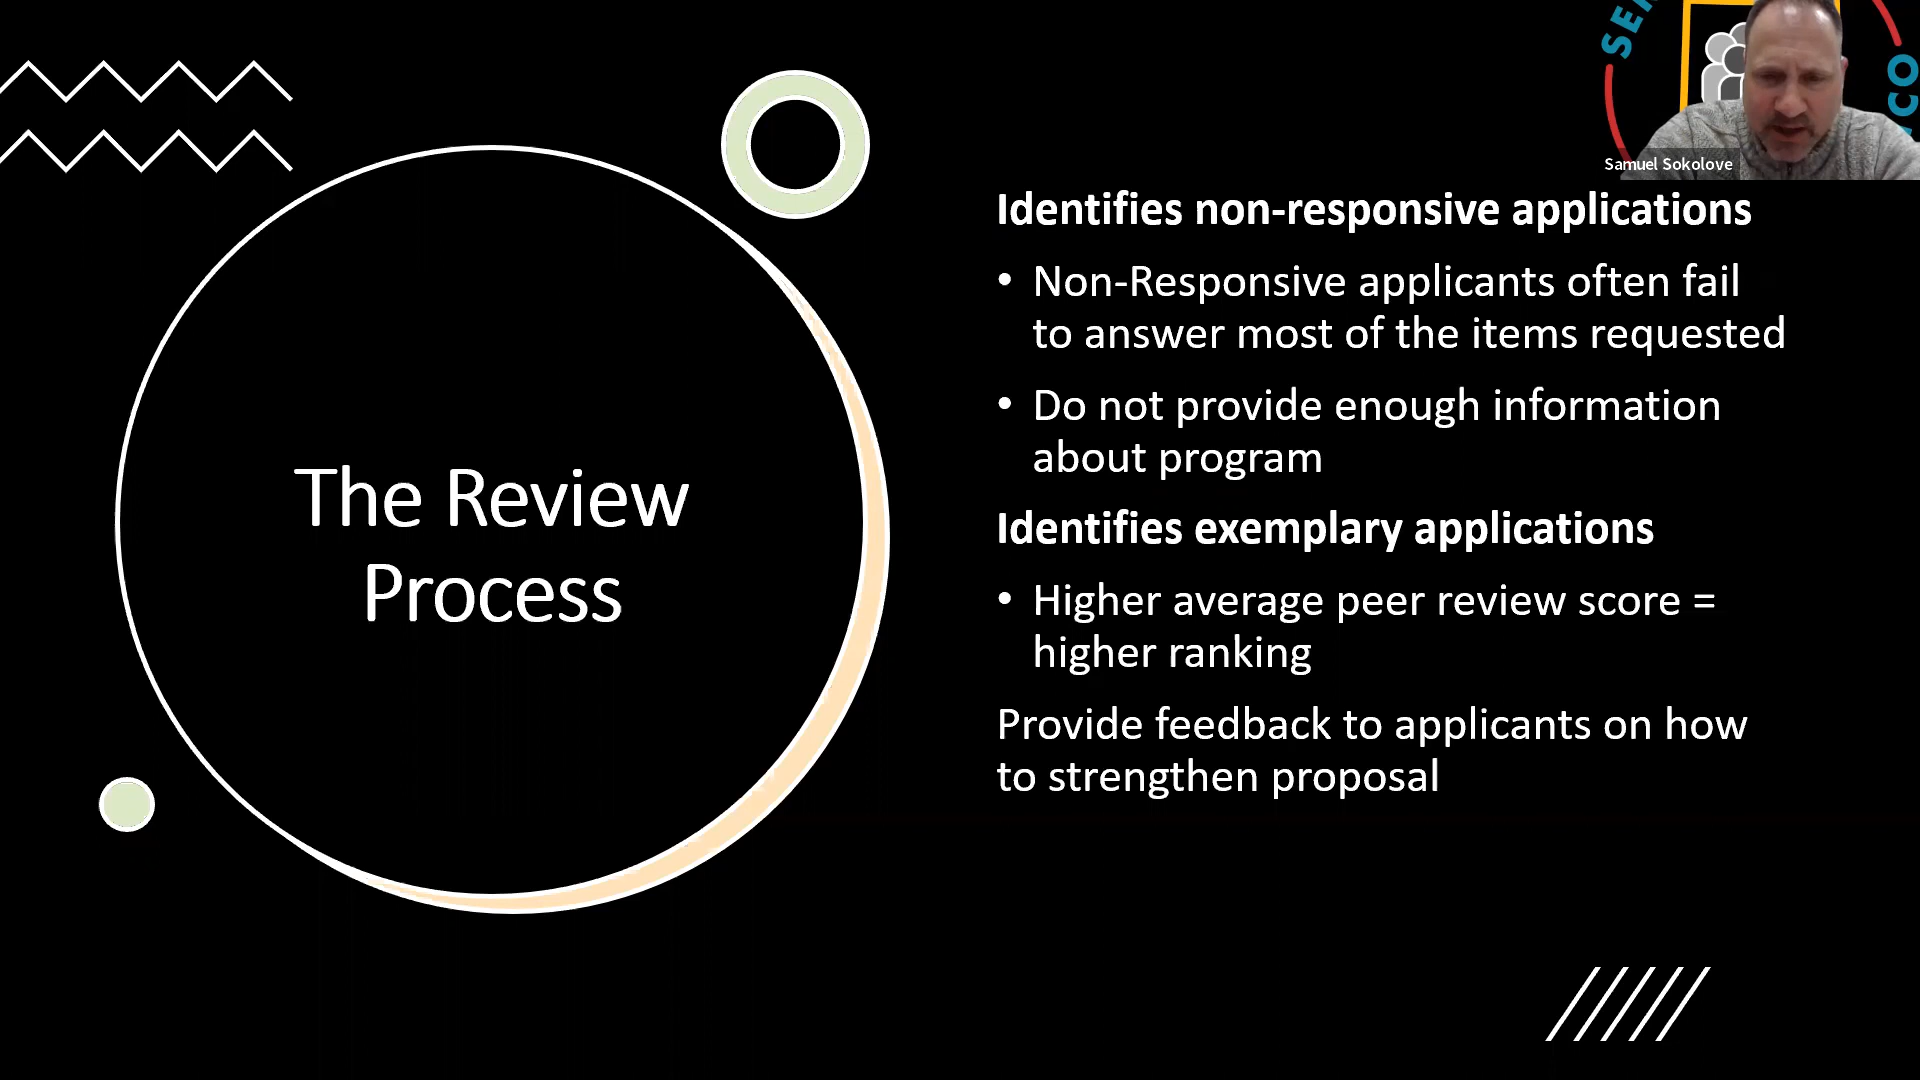 The Review
Process
Identifies non-responsive applications
• Non-Responsive applicants often fail
to answer most of the items requested
• Do not provide enough information
about program
Identifies exemplary applications
• Higher average peer review score =
higher ranking
Provide feedback to applicants on how
to strengthen proposal
Samuel Sokolove